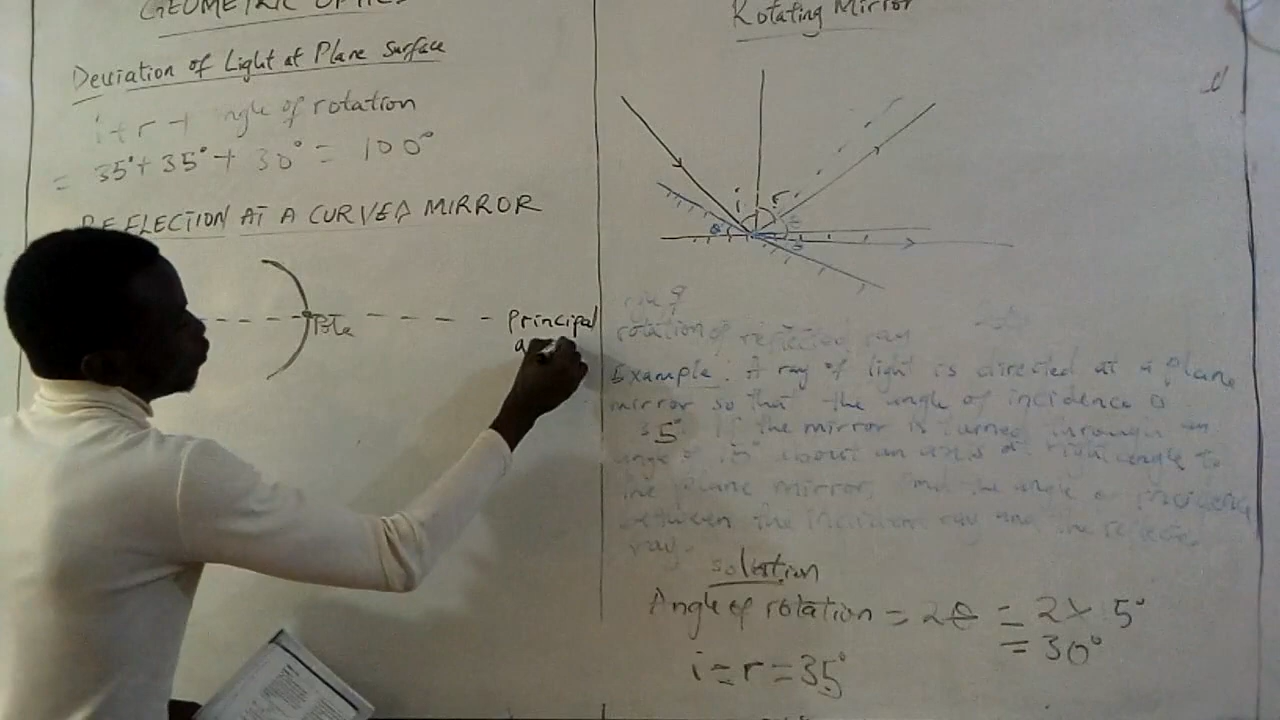 GEOMETRIC OPTICS
Deviation of Light at Plane Surface
i + r + angle of rotation
= 35° + 35° + 30° = 100°
REFLECTION AT A CURVED MIRROR
Pole
Principal
a
Rotating Mirror
i r
θ
rotation of reflected ray
Example. A ray of light is directed at a plane
mirror so that the angle of incidence is
35°. If the mirror is turned through an
angle of 15° about an axis at right angle to
the plane mirror, find the angle
between the incident ray and the reflected
ray.
solution
Angle of rotation = 2θ = 2 × 5°
= 30°
i = r = 35°